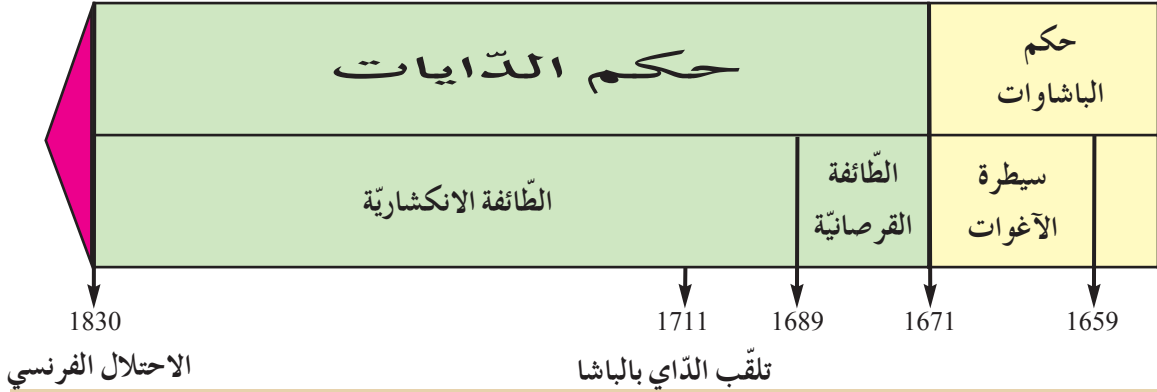 حكم
الباشاوات
حكم الدّايات
سيطرة
الآغوات
الطّائفة
القرصانيّة
الطّائفة الانكشاريّة
1659
1671
1689
1711
1830
تلقّب الدّاي بالباشا
الاحتلال الفرنسي